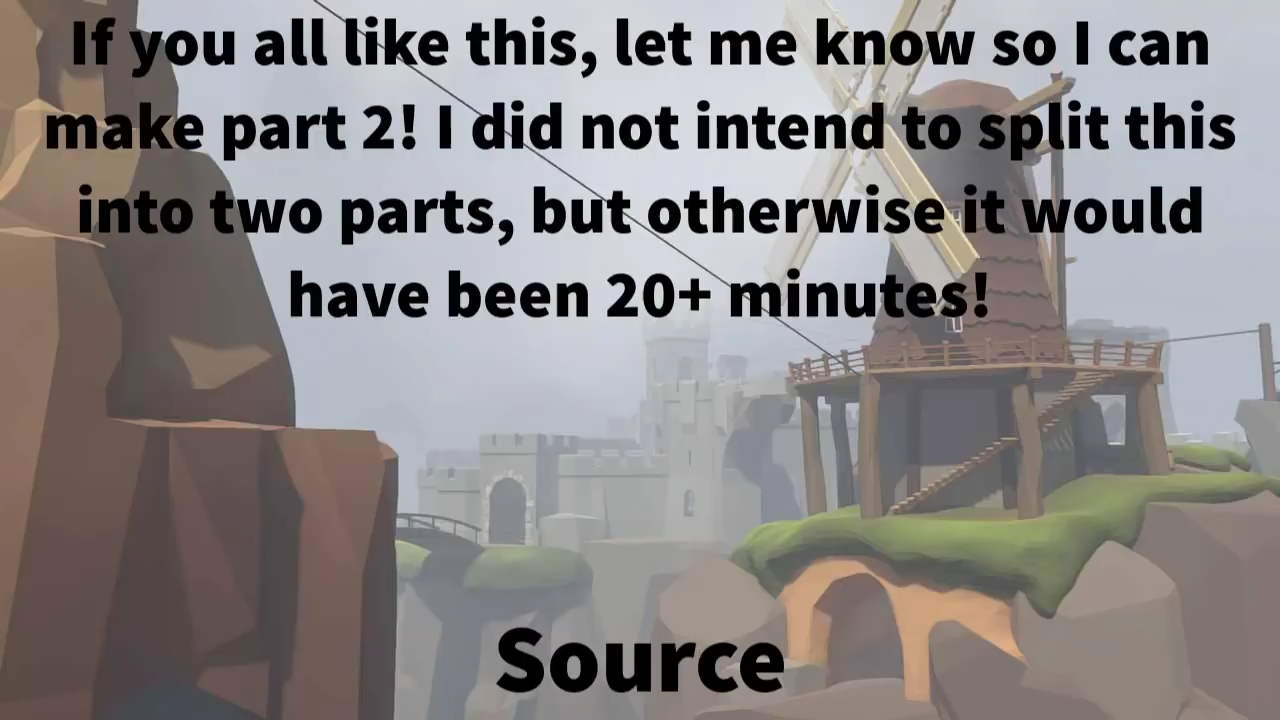 If you all like this, let me know so I can
make part 2! I did not intend to split this
into two parts, but otherwise it would
have been 20+ minutes!
Source